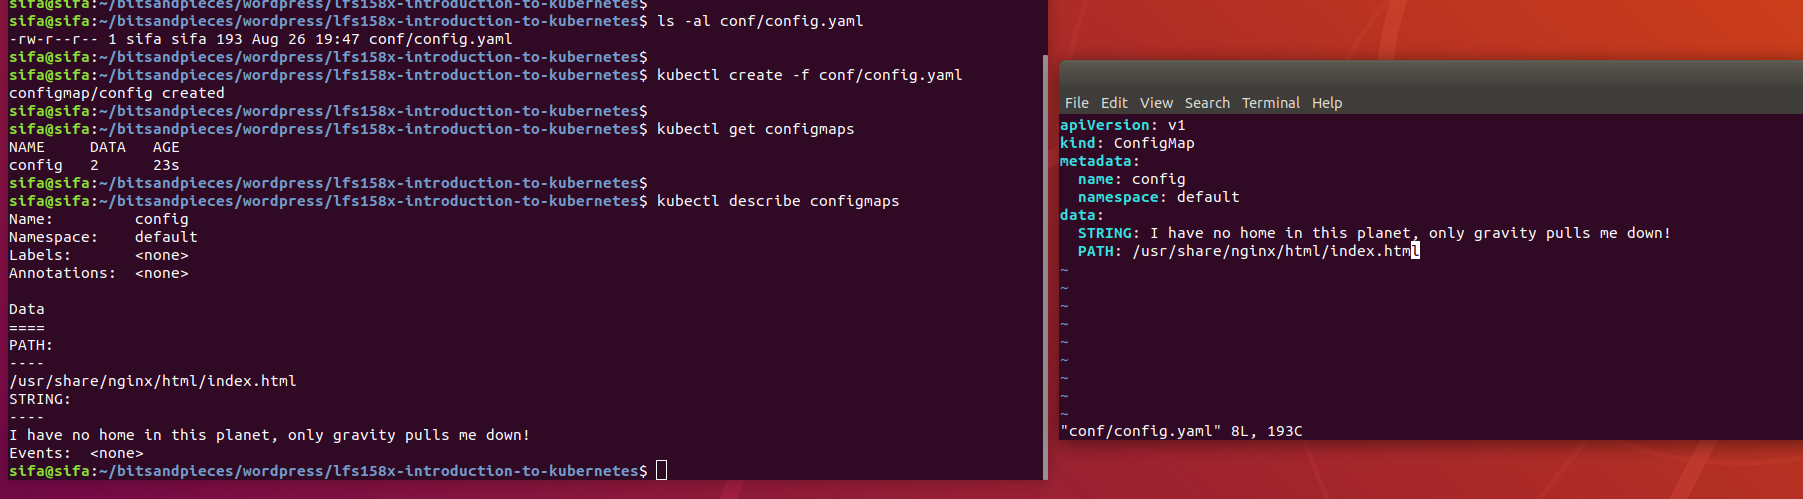 sifa@sifa:~/bitsandpieces/wordpress/lfs158x-introduction-to-kubernetes$
sifa@sifa:~/bitsandpieces/wordpress/lfs158x-introduction-to-kubernetes$ ls -al conf/config.yaml
-rw-r--r-- 1 sifa sifa 193 Aug 26 19:47 conf/config.yaml
sifa@sifa:~/bitsandpieces/wordpress/lfs158x-introduction-to-kubernetes$
sifa@sifa:~/bitsandpieces/wordpress/lfs158x-introduction-to-kubernetes$ kubectl create -f conf/config.yaml
configmap/config created
sifa@sifa:~/bitsandpieces/wordpress/lfs158x-introduction-to-kubernetes$
sifa@sifa:~/bitsandpieces/wordpress/lfs158x-introduction-to-kubernetes$ kubectl get configmaps
NAME     DATA   AGE
config   2      23s
sifa@sifa:~/bitsandpieces/wordpress/lfs158x-introduction-to-kubernetes$
sifa@sifa:~/bitsandpieces/wordpress/lfs158x-introduction-to-kubernetes$ kubectl describe configmaps
Name:         config
Namespace:    default
Labels:       <none>
Annotations:  <none>

Data
====
PATH:
----
/usr/share/nginx/html/index.html
STRING:
----
I have no home in this planet, only gravity pulls me down!
Events:  <none>
sifa@sifa:~/bitsandpieces/wordpress/lfs158x-introduction-to-kubernetes$
File Edit View Search Terminal Help
apiVersion: v1
kind: ConfigMap
metadata:
  name: config
  namespace: default
data:
  STRING: I have no home in this planet, only gravity pulls me down!
  PATH: /usr/share/nginx/html/index.html
~
~
~
~
~
~
~
~
~
"conf/config.yaml" 8L, 193C